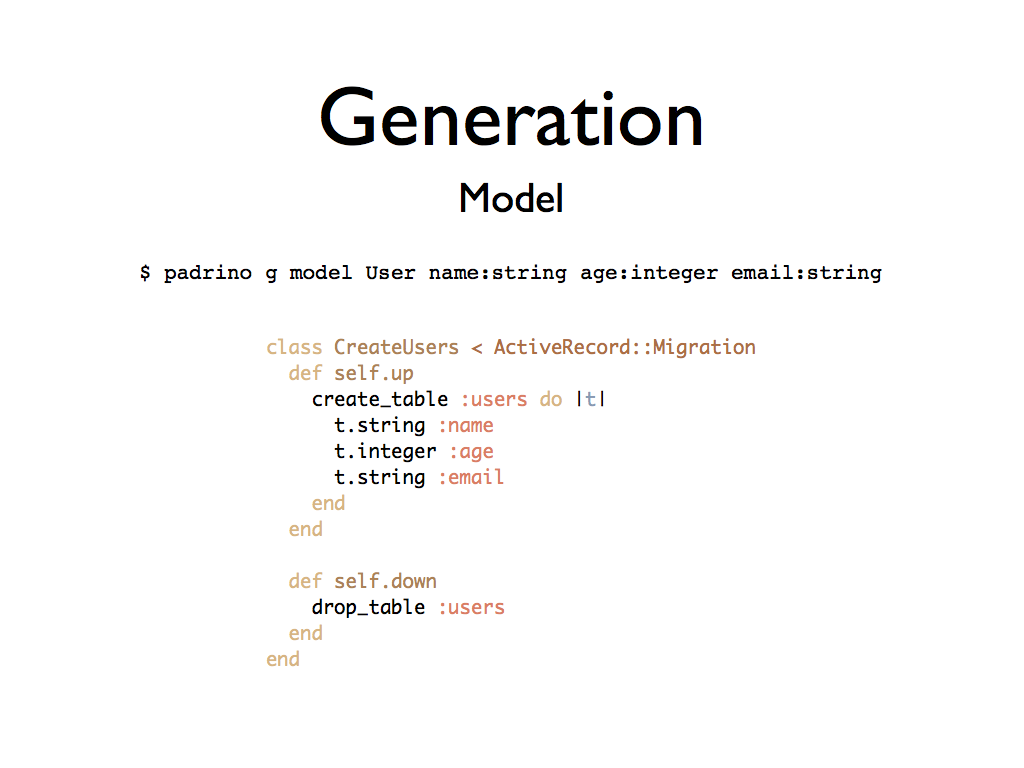 Generation
Model
$ padrino g model User name:string age:integer email:string
class CreateUsers < ActiveRecord::Migration
  def self.up
    create_table :users do |t|
      t.string :name
      t.integer :age
      t.string :email
    end
  end

  def self.down
    drop_table :users
  end
end